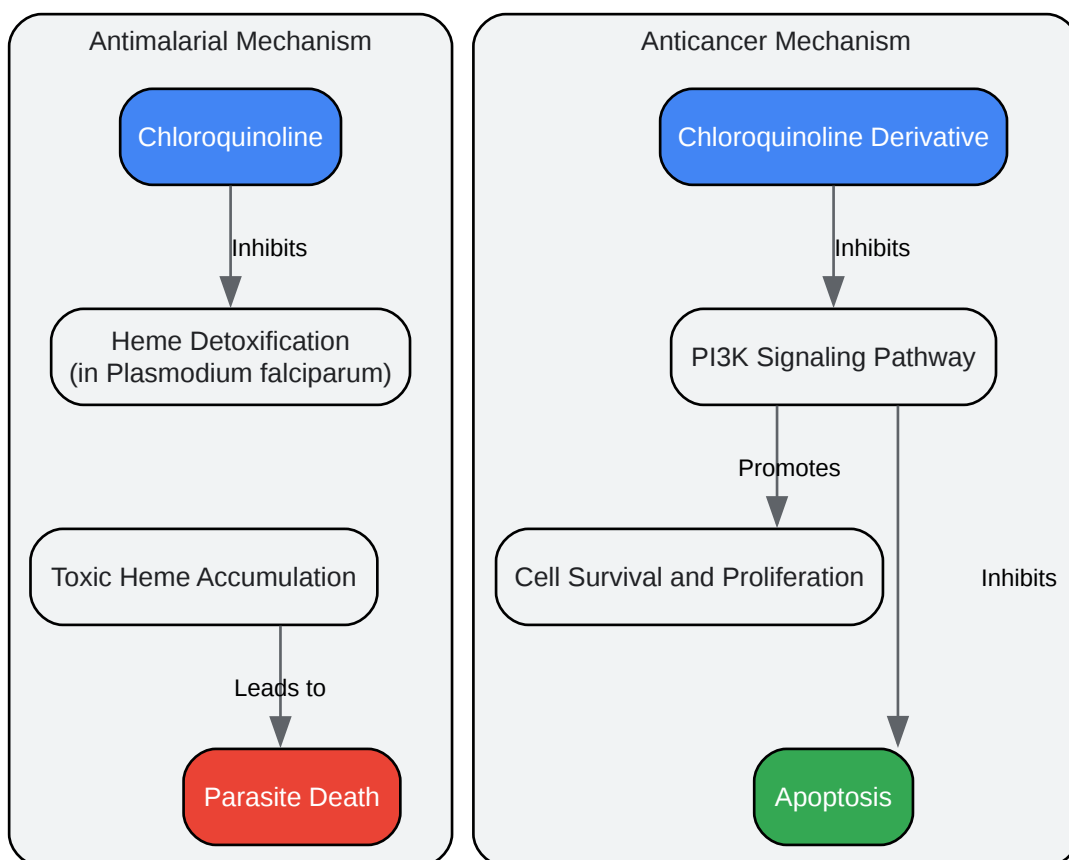 Antimalarial Mechanism
Chloroquinoline
Inhibits
Heme Detoxification
(in Plasmodium falciparum)
Toxic Heme Accumulation
Leads to
Parasite Death
Anticancer Mechanism
Chloroquinoline Derivative
Inhibits
PI3K Signaling Pathway
Promotes
Cell Survival and Proliferation
Inhibits
Apoptosis